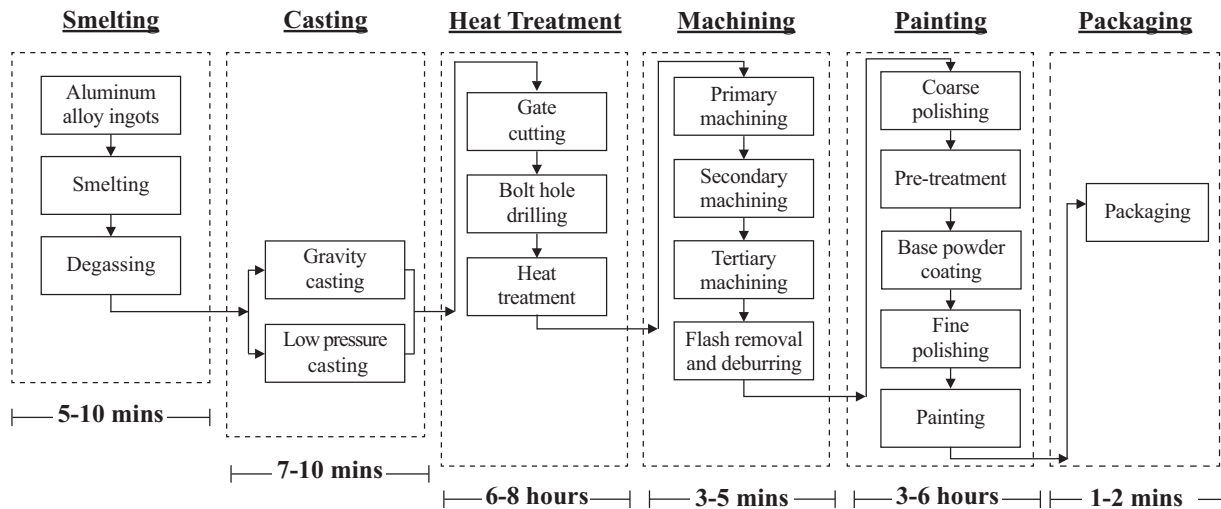 Smelting
Aluminum
alloy ingots
Smelting
Degassing
5-10 mins
Casting
Gravity
casting
Low pressure
casting
7-10 mins
Heat Treatment
Gate
cutting
Bolt hole
drilling
Heat
treatment
6-8 hours
Machining
Primary
machining
Secondary
machining
Tertiary
machining
Flash removal
and deburring
3-5 mins
Painting
Coarse
polishing
Pre-treatment
Base powder
coating
Fine
polishing
Painting
3-6 hours
Packaging
Packaging
1-2 mins